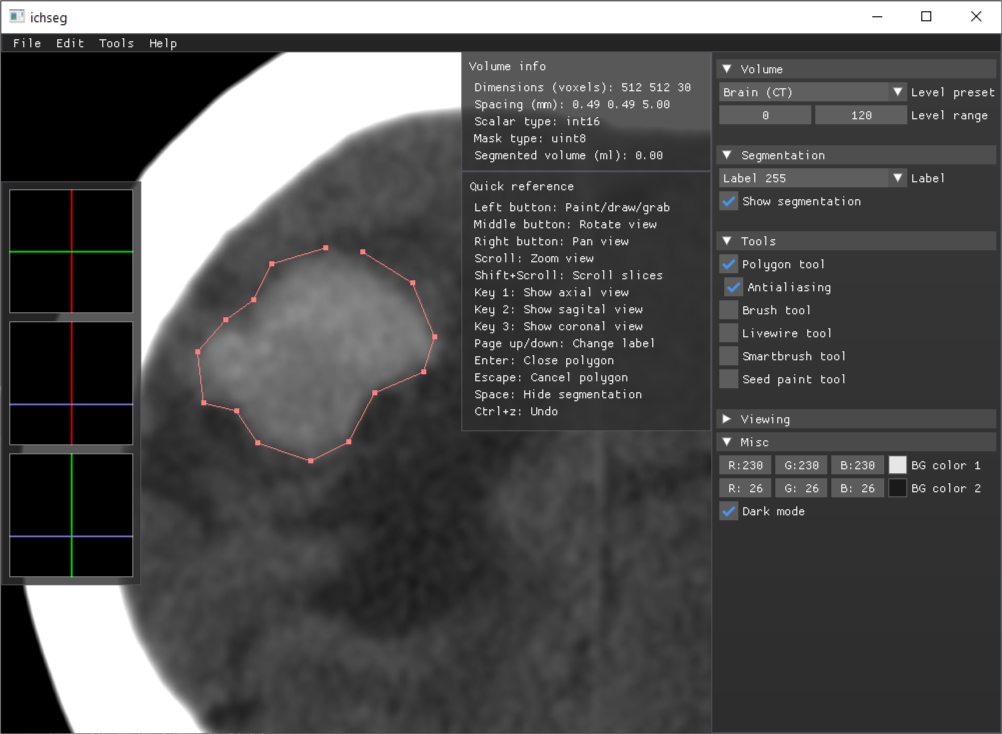 ichseg
File Edit Tools Help
Volume info
Dimensions (voxels): 512 512 30
Spacing (mm): 0.49 0.49 5.00
Scalar type: int16
Mask type: uint8
Segmented volume (ml): 0.00
Quick reference
Left button: Paint/draw/grab
Middle button: Rotate view
Right button: Pan view
Scroll: Zoom view
Shift+Scroll: Scroll slices
Key 1: Show axial view
Key 2: Show sagital view
Key 3: Show coronal view
Page up/down: Change label
Enter: Close polygon
Escape: Cancel polygon
Space: Hide segmentation
Ctrl+z: Undo
Volume
Brain (CT) Level preset
0 120 Level range
Segmentation
Label 255 Label
Show segmentation
Tools
Polygon tool
Antialiasing
Brush tool
Livewire tool
Smartbrush tool
Seed paint tool
Viewing
Misc
R:230 G:230 B:230 BG color 1
R: 26 G: 26 B: 26 BG color 2
Dark mode